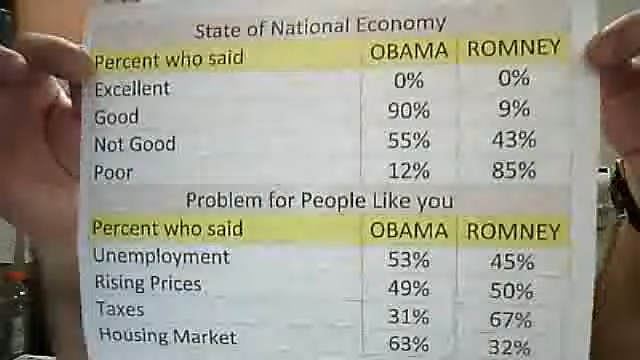 State of National Economy
Percent who said OBAMA ROMNEY
Excellent 0% 0%
Good 90% 9%
Not Good 55% 43%
Poor 12% 85%
Problem for People Like you
Percent who said OBAMA ROMNEY
Unemployment 53% 45%
Rising Prices 49% 50%
Taxes 31% 67%
Housing Market 63% 32%